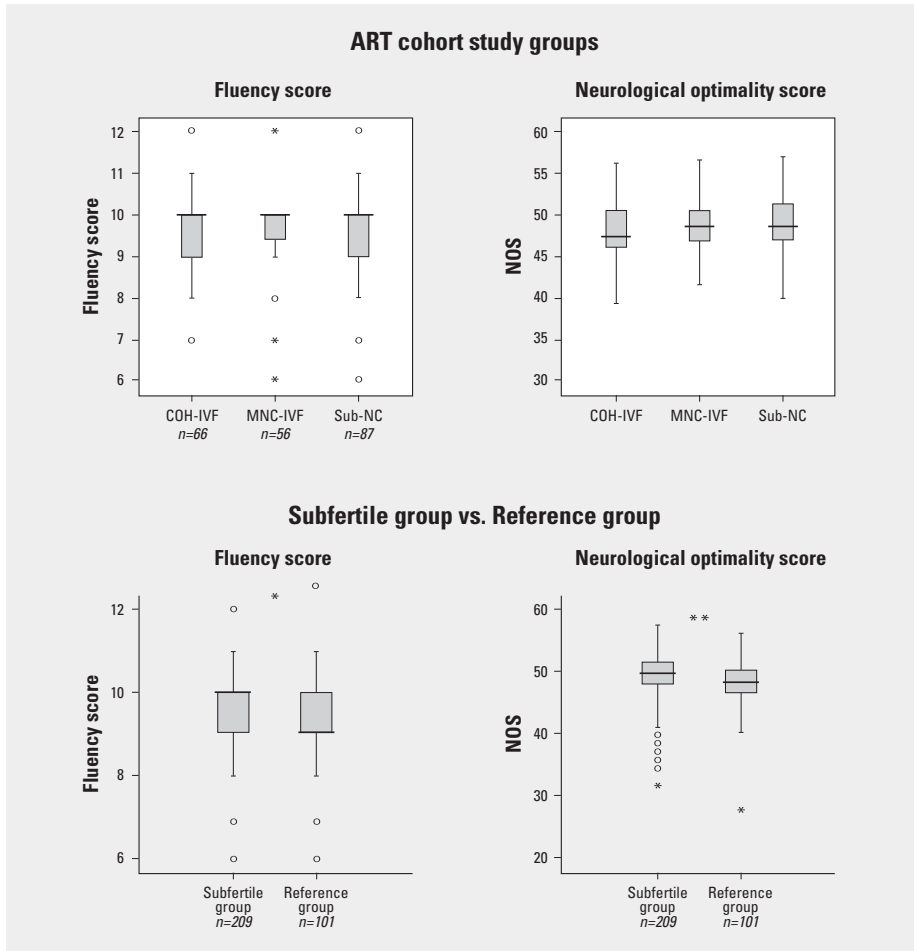 ART cohort study groups
Fluency score
Fluency score
12
11
10
9
8
7
6
COH-IVF MNC-IVF Sub-NC
n=66 n=56 n=87
Neurological optimality score
NOS
60
55
50
45
40
35
30
COH-IVF MNC-IVF Sub-NC
Subfertile group vs. Reference group
Fluency score
Fluency score
12
10
8
6
*
Subfertile Reference
group group
n=209 n=101
Neurological optimality score
NOS
60
50
40
30
20
**
Subfertile Reference
group group
n=209 n=101